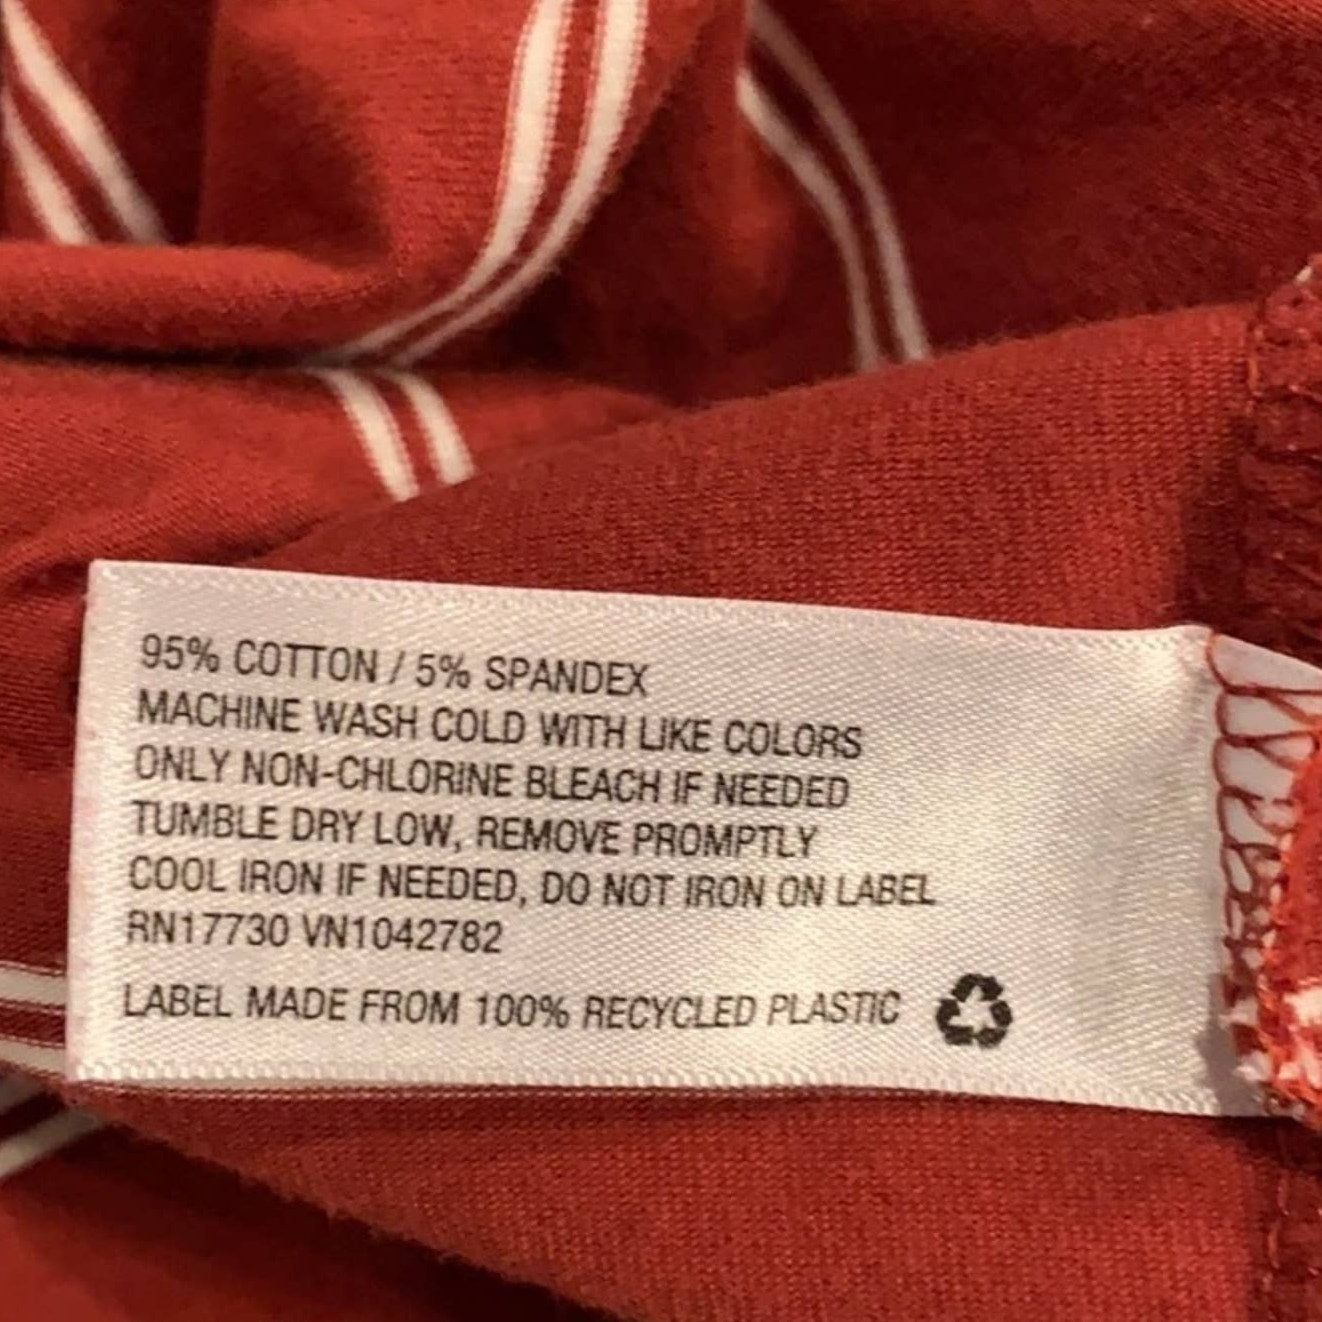 95% COTTON / 5% SPANDEX
MACHINE WASH COLD WITH LIKE COLORS
ONLY NON-CHLORINE BLEACH IF NEEDED
TUMBLE DRY LOW, REMOVE PROMPTLY
COOL IRON IF NEEDED, DO NOT IRON ON LABEL
RN17730 VN1042782
LABEL MADE FROM 100% RECYCLED PLASTIC